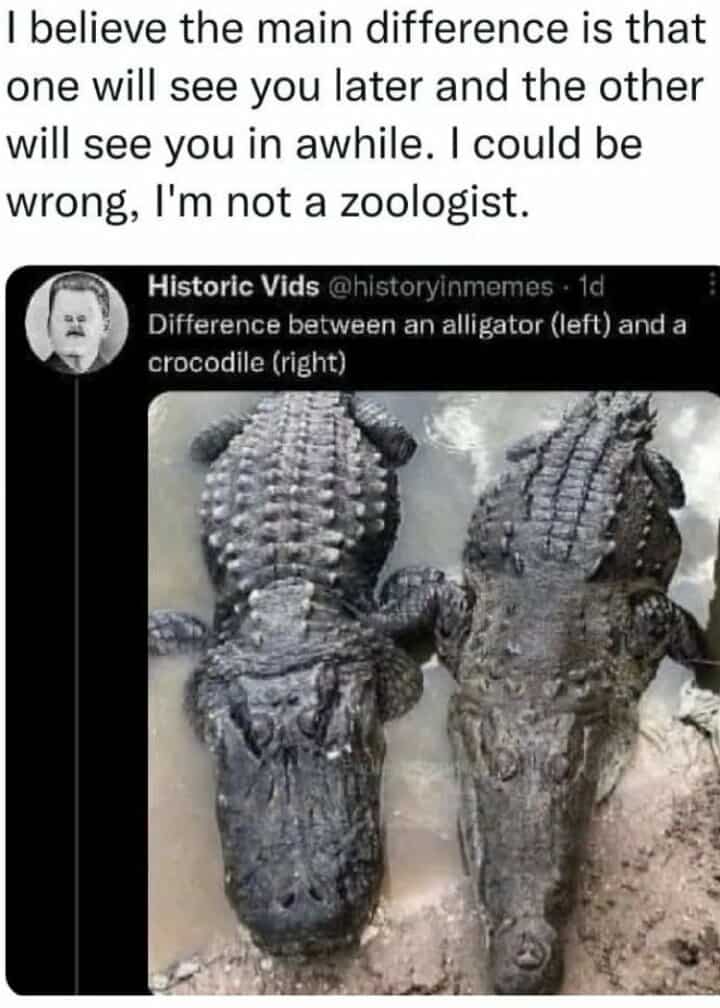 I believe the main difference is that
one will see you later and the other
will see you in awhile. I could be
wrong, I'm not a zoologist.
Historic Vids @historyinmemes · 1d
Difference between an alligator (left) and a
crocodile (right)